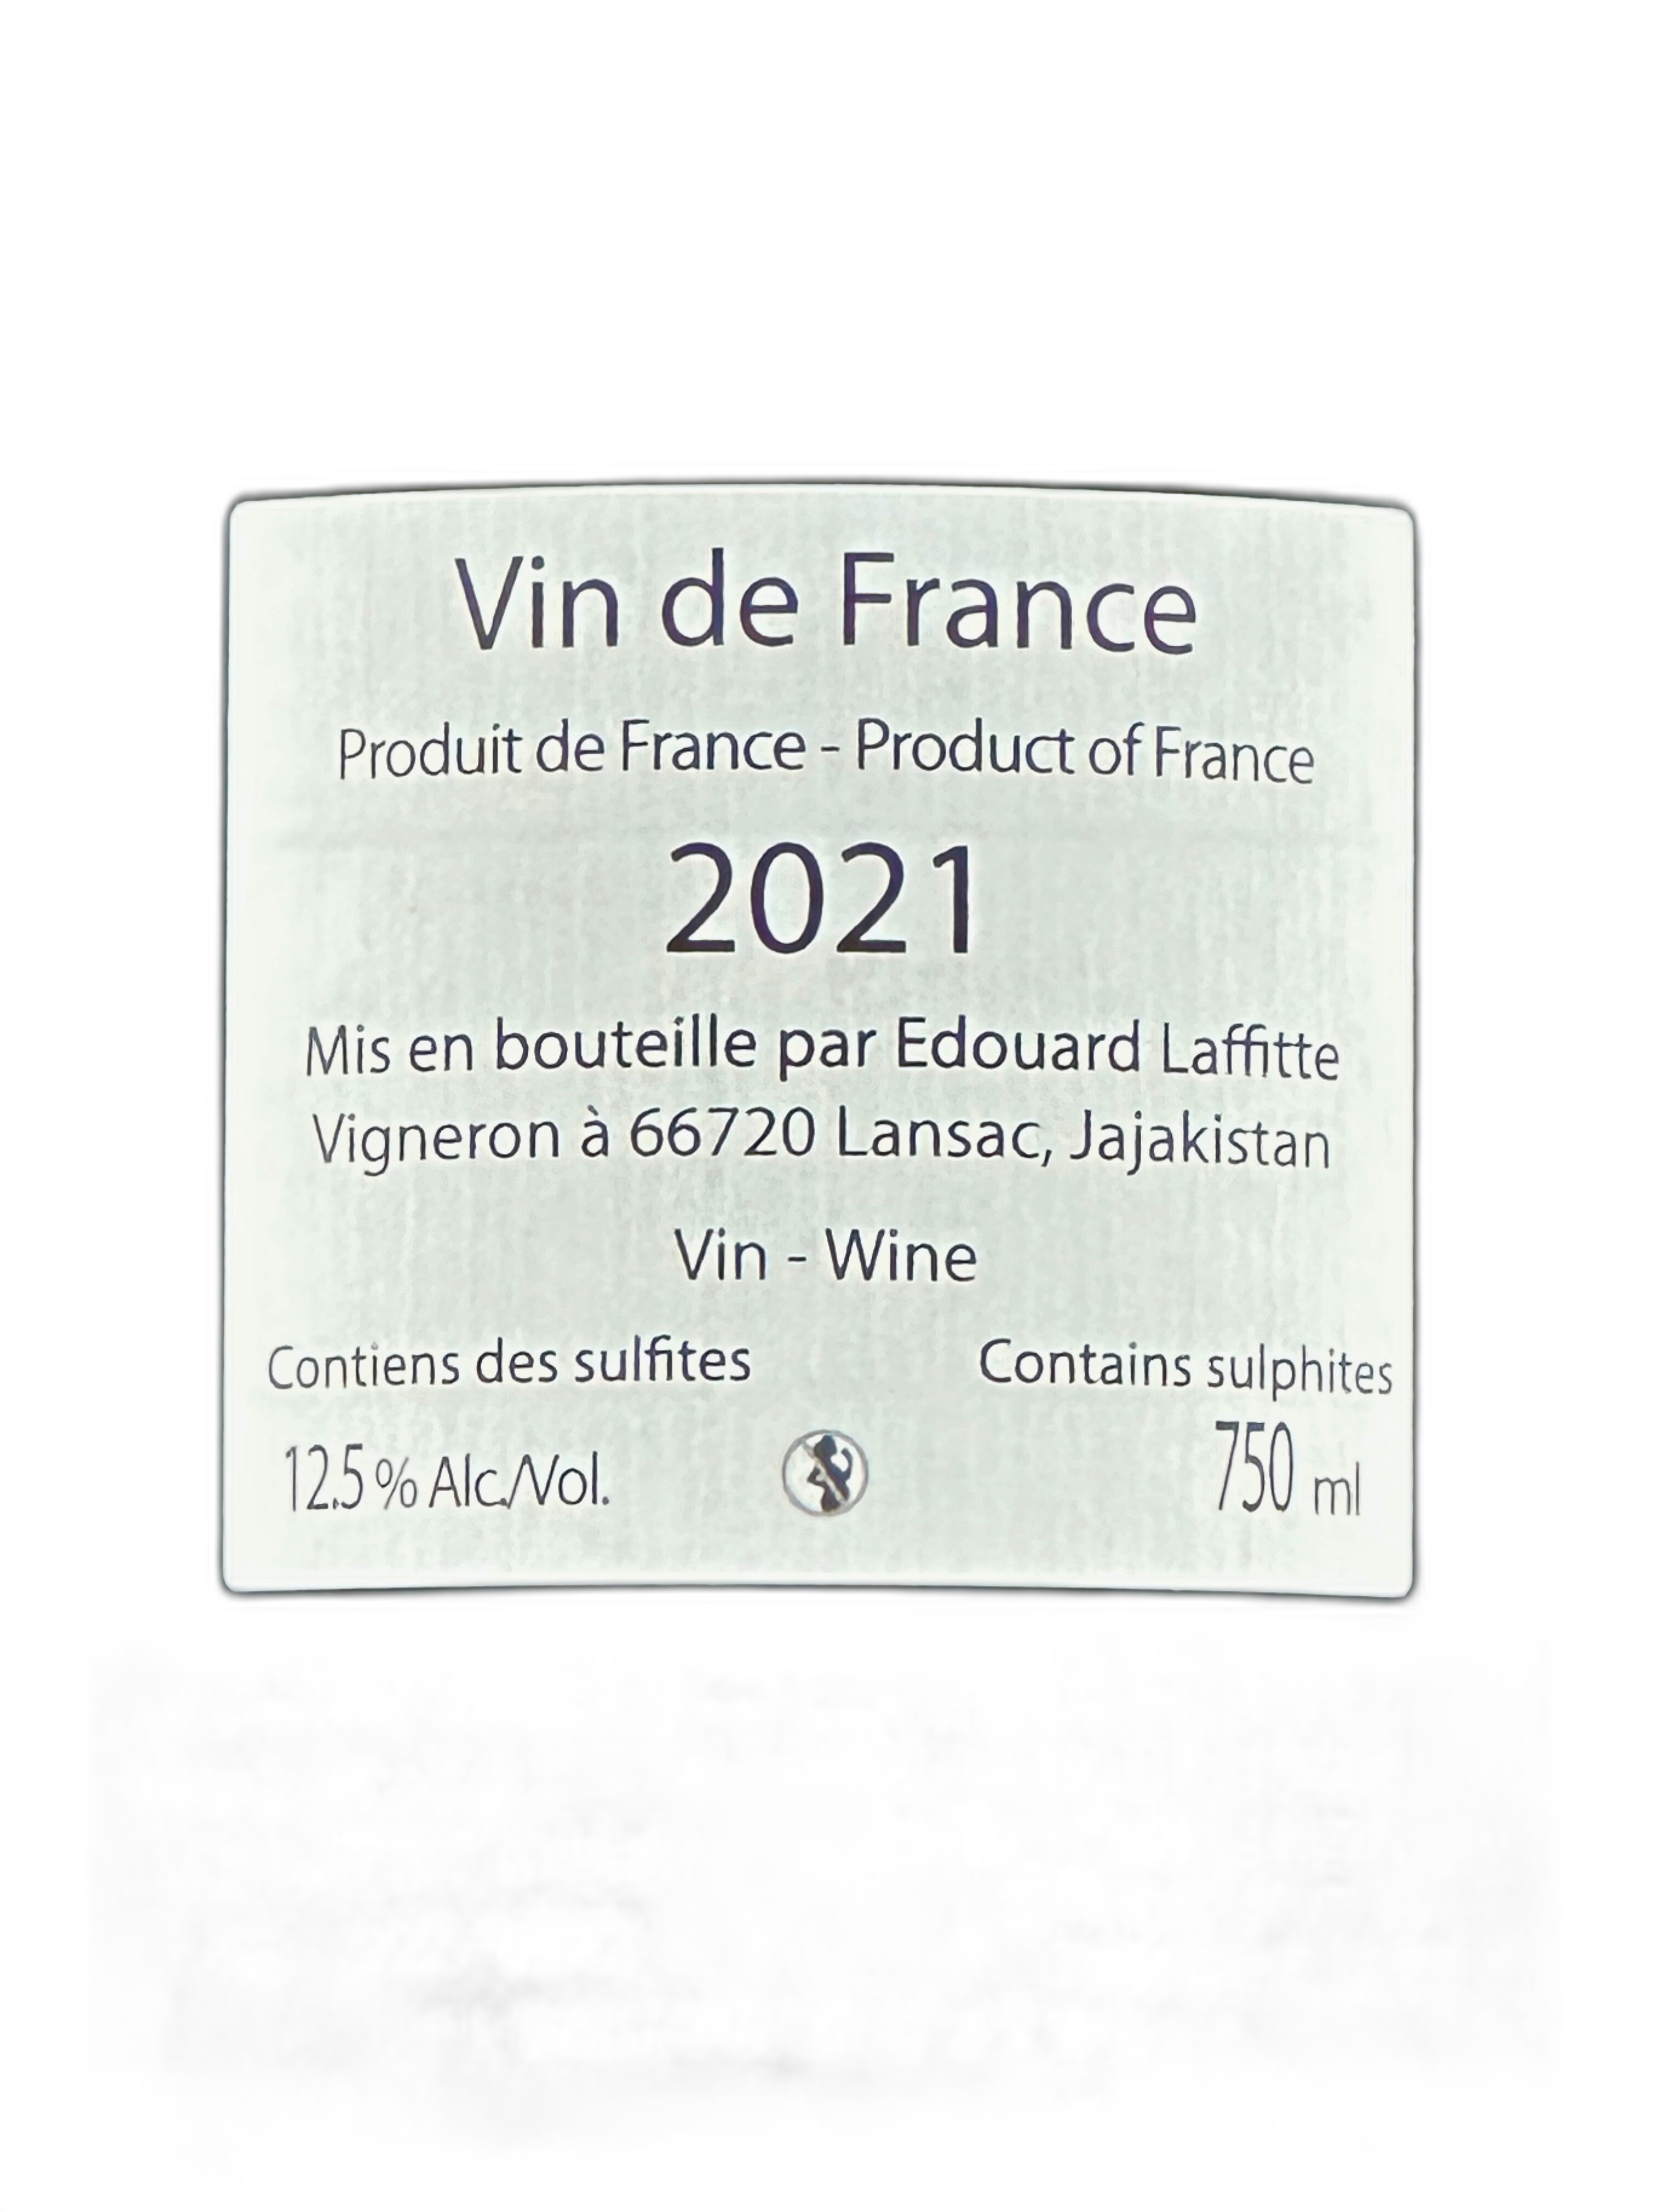 Vin de France
Produit de France - Product of France
2021
Mis en bouteille par Edouard Laffitte
Vigneron à 66720 Lansac, Jajakistan
Vin - Wine
Contiens des sulfites Contains sulphites
12.5 % Alc./Vol. 750 ml